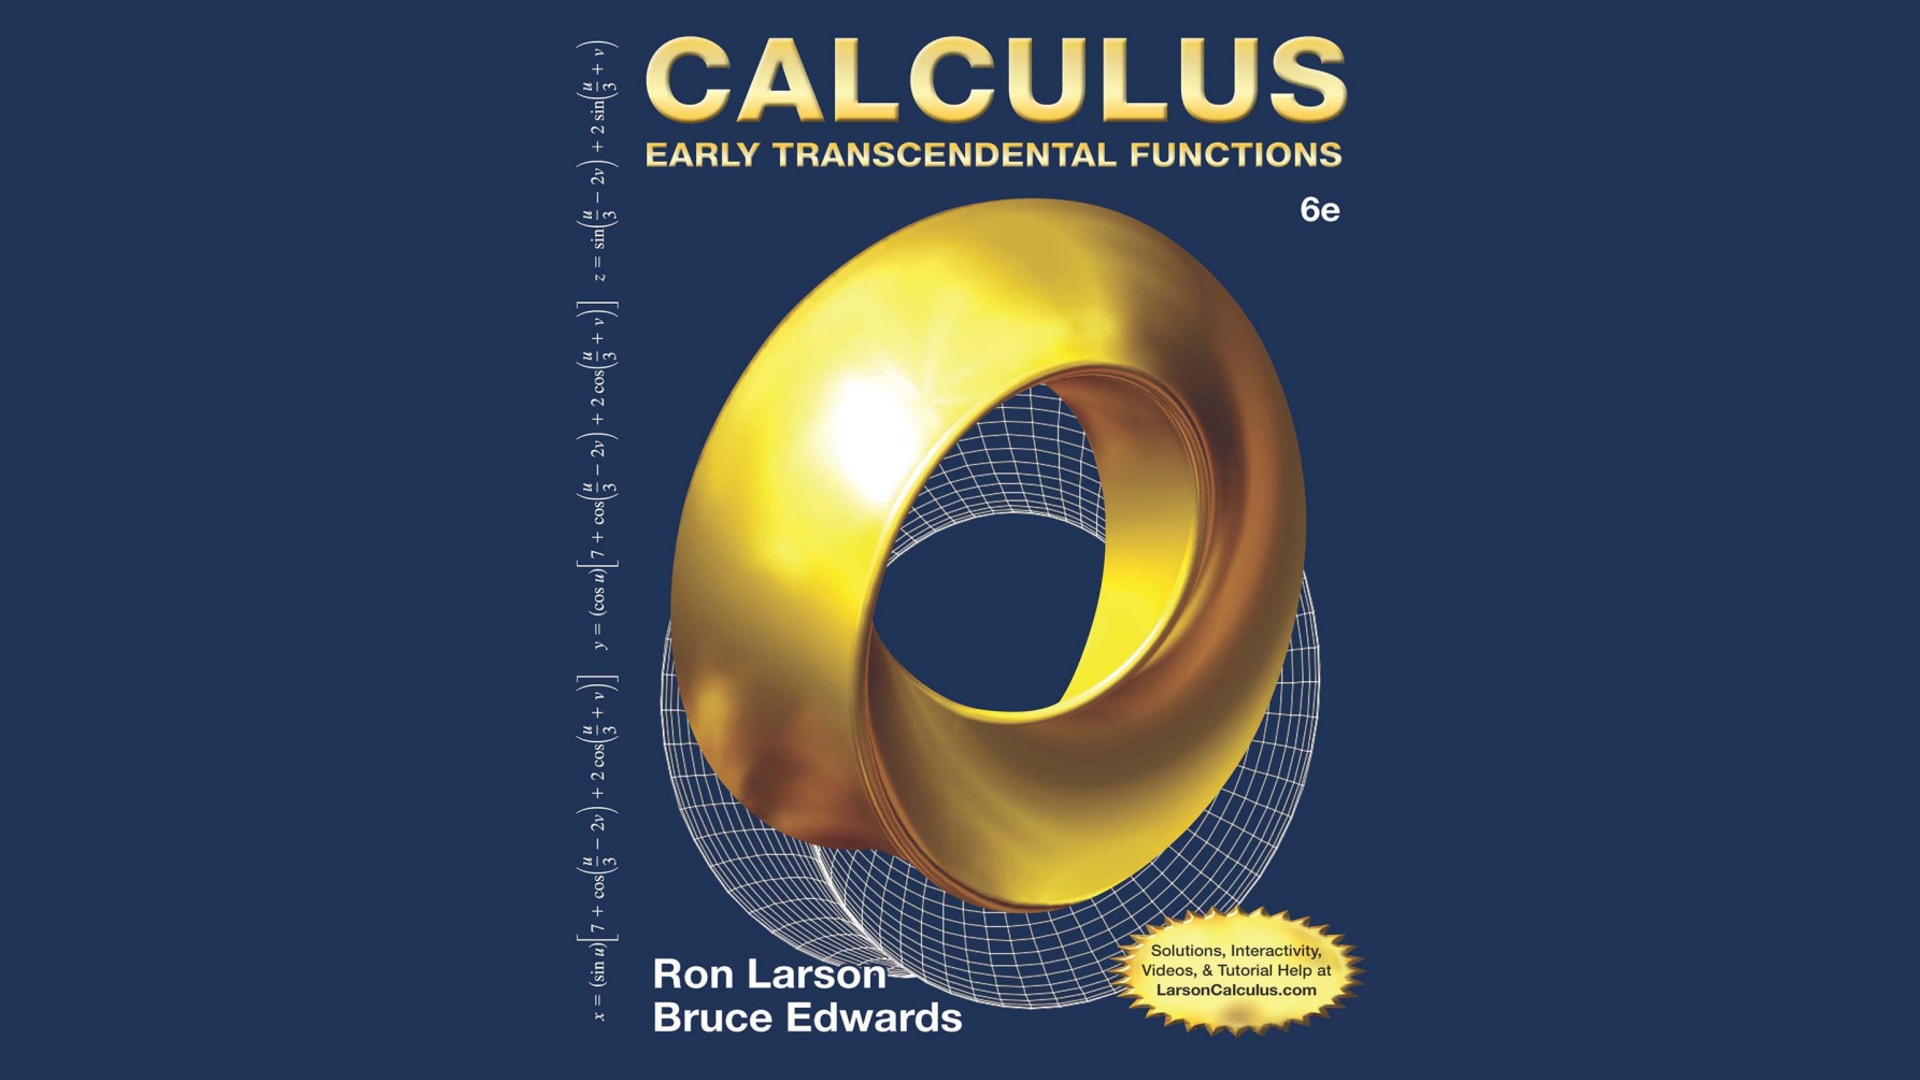 CALCULUS
EARLY TRANSCENDENTAL FUNCTIONS
6e
x = (sin u)[7 + cos(u/3 − 2v) + 2 cos(u/3 + v)] y = (cos u)[7 + cos(u/3 − 2v) + 2 cos(u/3 + v)] z = sin(u/3 − 2v) + 2 sin(u/3 + v)
Ron Larson
Bruce Edwards
Solutions, Interactivity,
Videos, & Tutorial Help at
LarsonCalculus.com